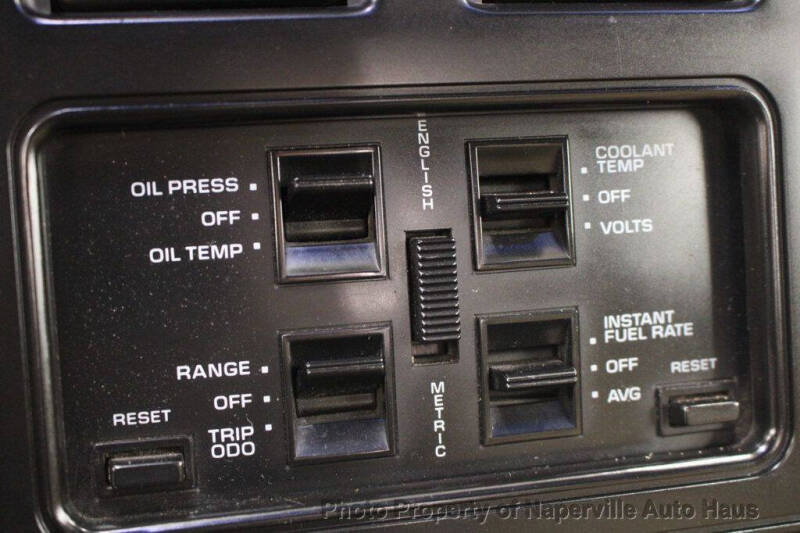 ENGLISH
OIL PRESS
OFF
OIL TEMP
COOLANT
TEMP
OFF
VOLTS
RANGE
OFF
TRIP
ODO
RESET
METRIC
INSTANT
FUEL RATE
OFF
AVG
RESET
Photo Property of Naperville Auto Haus